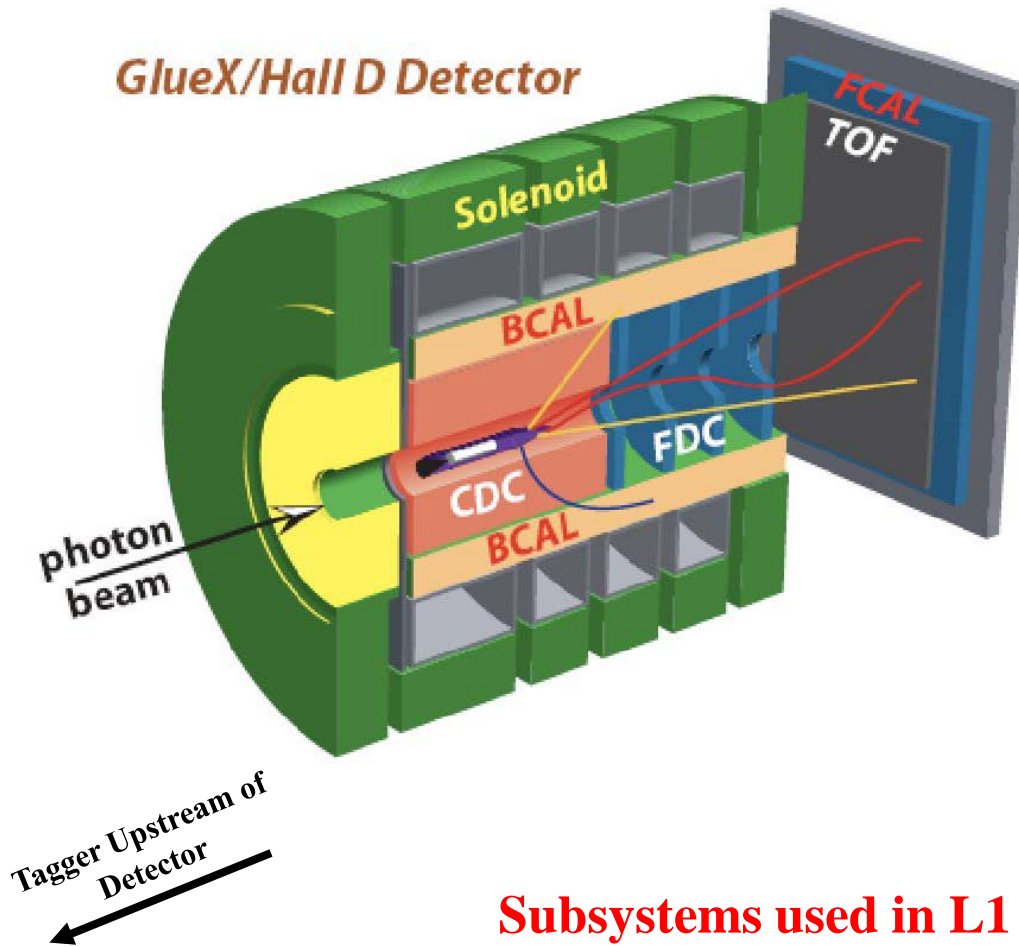 GlueX/Hall D Detector
FCAL
TOF
Solenoid
BCAL
FDC
CDC
BCAL
photon
beam
Tagger Upstream of
Detector
Subsystems used in L1